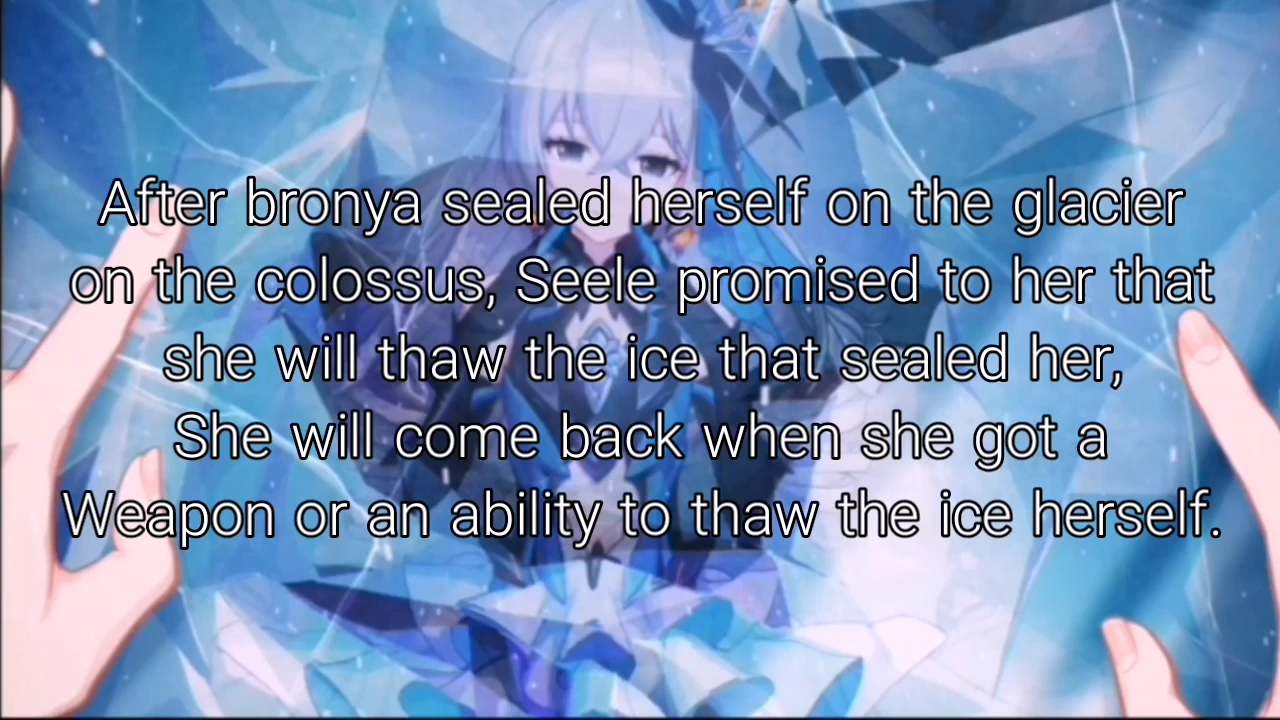 After bronya sealed herself on the glacier
on the colossus, Seele promised to her that
she will thaw the ice that sealed her,
She will come back when she got a
Weapon or an ability to thaw the ice herself.